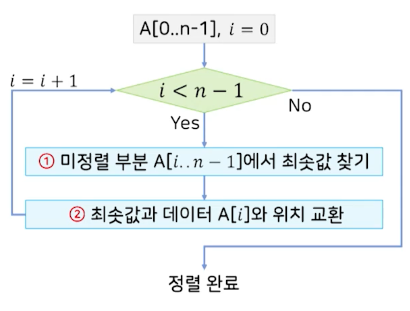 A[0..n-1], i = 0
i = i + 1
i < n − 1
No
Yes
① 미정렬 부분 A[i..n − 1]에서 최솟값 찾기
② 최솟값과 데이터 A[i]와 위치 교환
정렬 완료